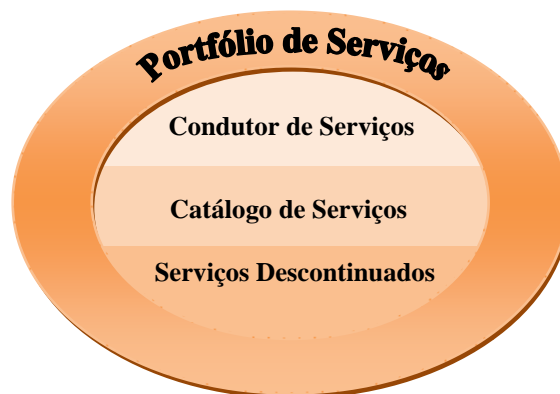 Portfólio de Serviços
Condutor de Serviços
Catálogo de Serviços
Serviços Descontinuados